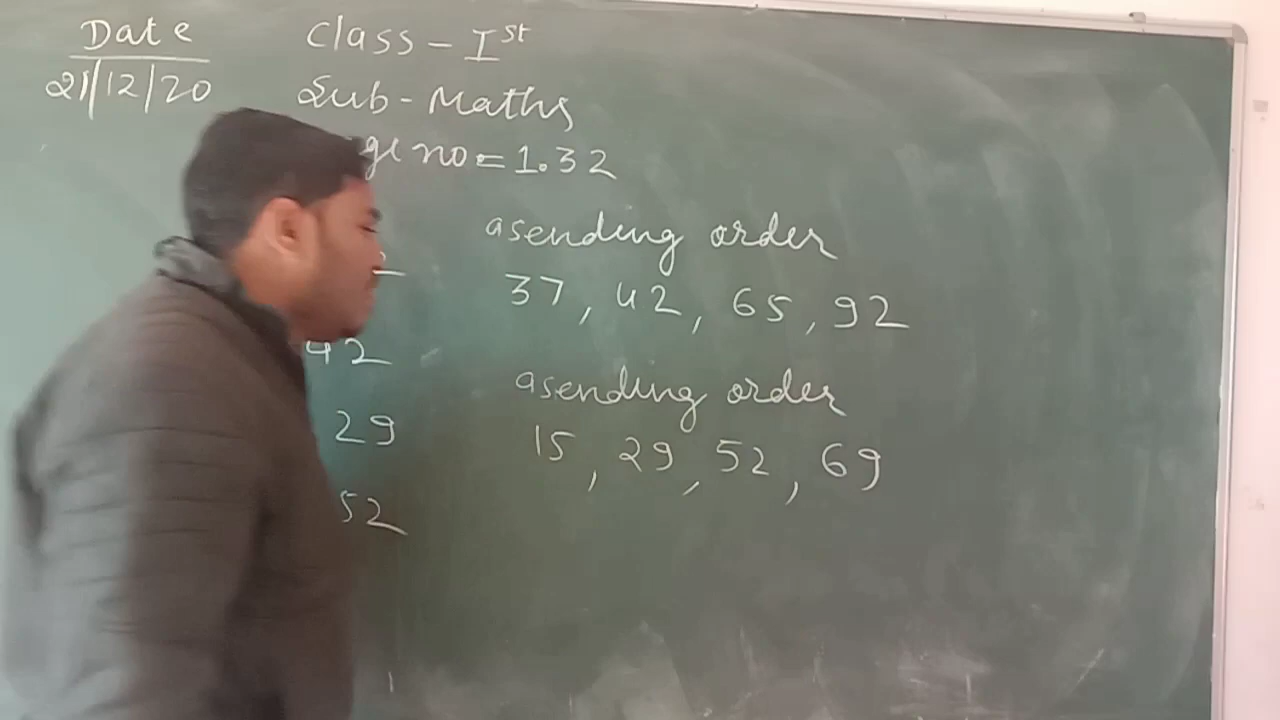 Date
21/12/20
Class - Ist
Sub - Maths
no = 1.32
asending order
37, 42, 65, 92
42
asending order
29
15, 29, 52, 69
52